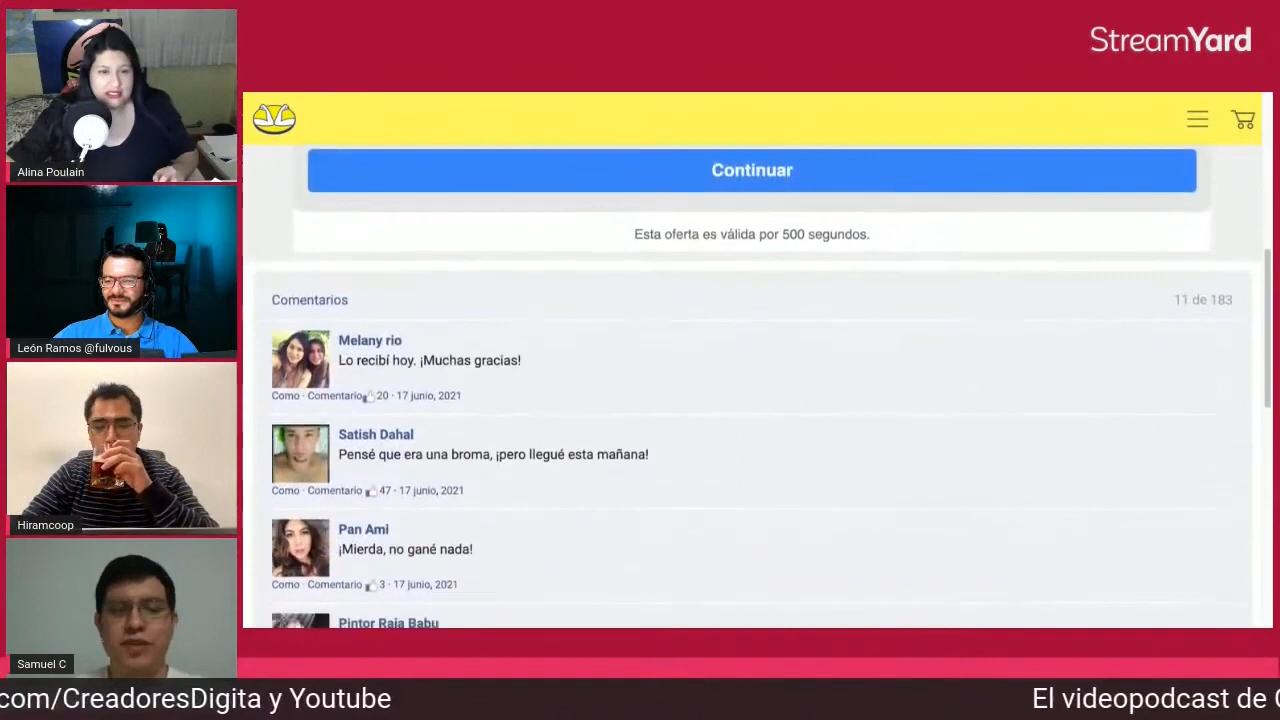 StreamYard
Alina Poulain
León Ramos @fulvous
Hiramcoop
Samuel C
Continuar
Esta oferta es válida por 500 segundos.
Comentarios
11 de 183
Melany rio
Lo recibí hoy. ¡Muchas gracias!
Como · Comentario 20 · 17 junio, 2021
Satish Dahal
Pensé que era una broma, ¡pero llegué esta mañana!
Como · Comentario 47 · 17 junio, 2021
Pan Ami
¡Mierda, no gané nada!
Como · Comentario 3 · 17 junio, 2021
Pintor Raja Babu
com/CreadoresDigita y Youtube
El videopodcast de